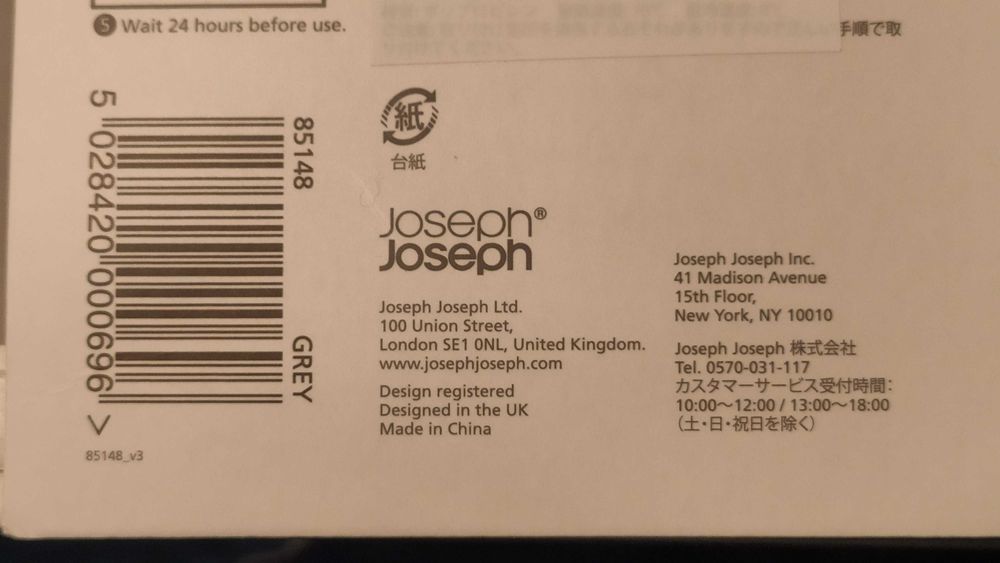 5 Wait 24 hours before use.
手順で取
5 028420 000696 >
85148
GREY
85148_v3
紙
台紙
Joseph®
Joseph
Joseph Joseph Ltd.
100 Union Street,
London SE1 0NL, United Kingdom.
www.josephjoseph.com
Design registered
Designed in the UK
Made in China
Joseph Joseph Inc.
41 Madison Avenue
15th Floor,
New York, NY 10010
Joseph Joseph 株式会社
Tel. 0570-031-117
カスタマーサービス受付時間：
10:00～12:00 / 13:00～18:00
（土・日・祝日を除く）